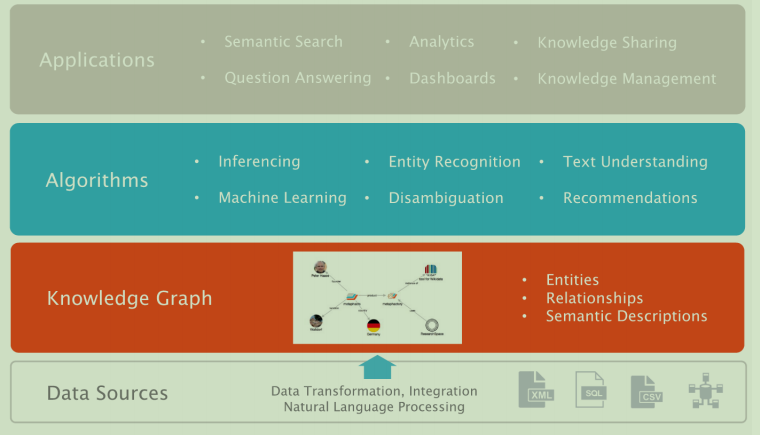 Applications
• Semantic Search
• Analytics
• Knowledge Sharing
• Question Answering
• Dashboards
• Knowledge Management
Algorithms
• Inferencing
• Entity Recognition
• Text Understanding
• Machine Learning
• Disambiguation
• Recommendations
Knowledge Graph
Germany
• Entities
• Relationships
• Semantic Descriptions
Data Sources
Data Transformation, Integration
Natural Language Processing
XML
SQL
CSV